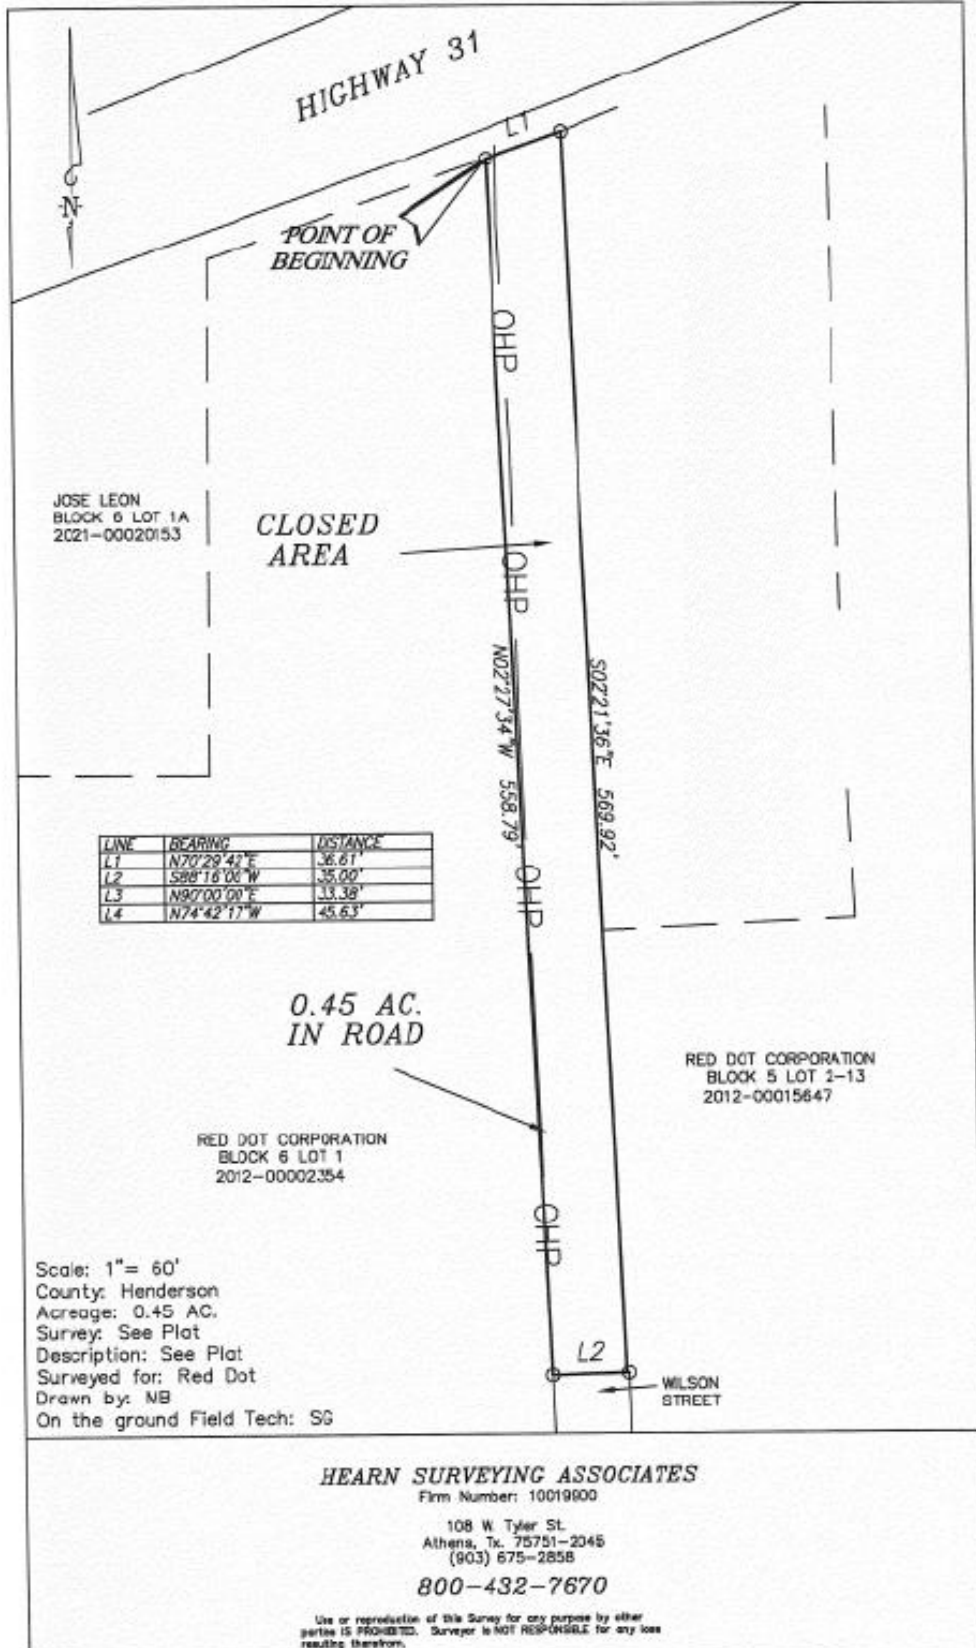 HIGHWAY 31
L1
N
POINT OF
BEGINNING
OHP
JOSE LEON
BLOCK 6 LOT 1A
2021-00020153
CLOSED
AREA
OHP
N02°27'34"W 558.79'
S02°21'36"E 569.92'
LINE BEARING DISTANCE
L1 N70°29'42"E 36.61'
L2 S88°16'06"W 35.00'
L3 N90°00'00"E 33.38'
L4 N74°42'17"W 45.63'
OHP
0.45 AC.
IN ROAD
RED DOT CORPORATION
BLOCK 5 LOT 2-13
2012-00015647
RED DOT CORPORATION
BLOCK 6 LOT 1
2012-00002354
OHP
Scale: 1"= 60'
County: Henderson
Acreage: 0.45 AC.
Survey: See Plat
Description: See Plat
Surveyed for: Red Dot
Drawn by: NB
On the ground Field Tech: SG
L2
WILSON
STREET
HEARN SURVEYING ASSOCIATES
Firm Number: 10019900
108 W. Tyler St.
Athens, Tx. 75751-2045
(903) 675-2858
800-432-7670
Use or reproduction of this Survey for any purpose by other
parties IS PROHIBITED. Surveyor is NOT RESPONSIBLE for any loss
resulting therefrom.